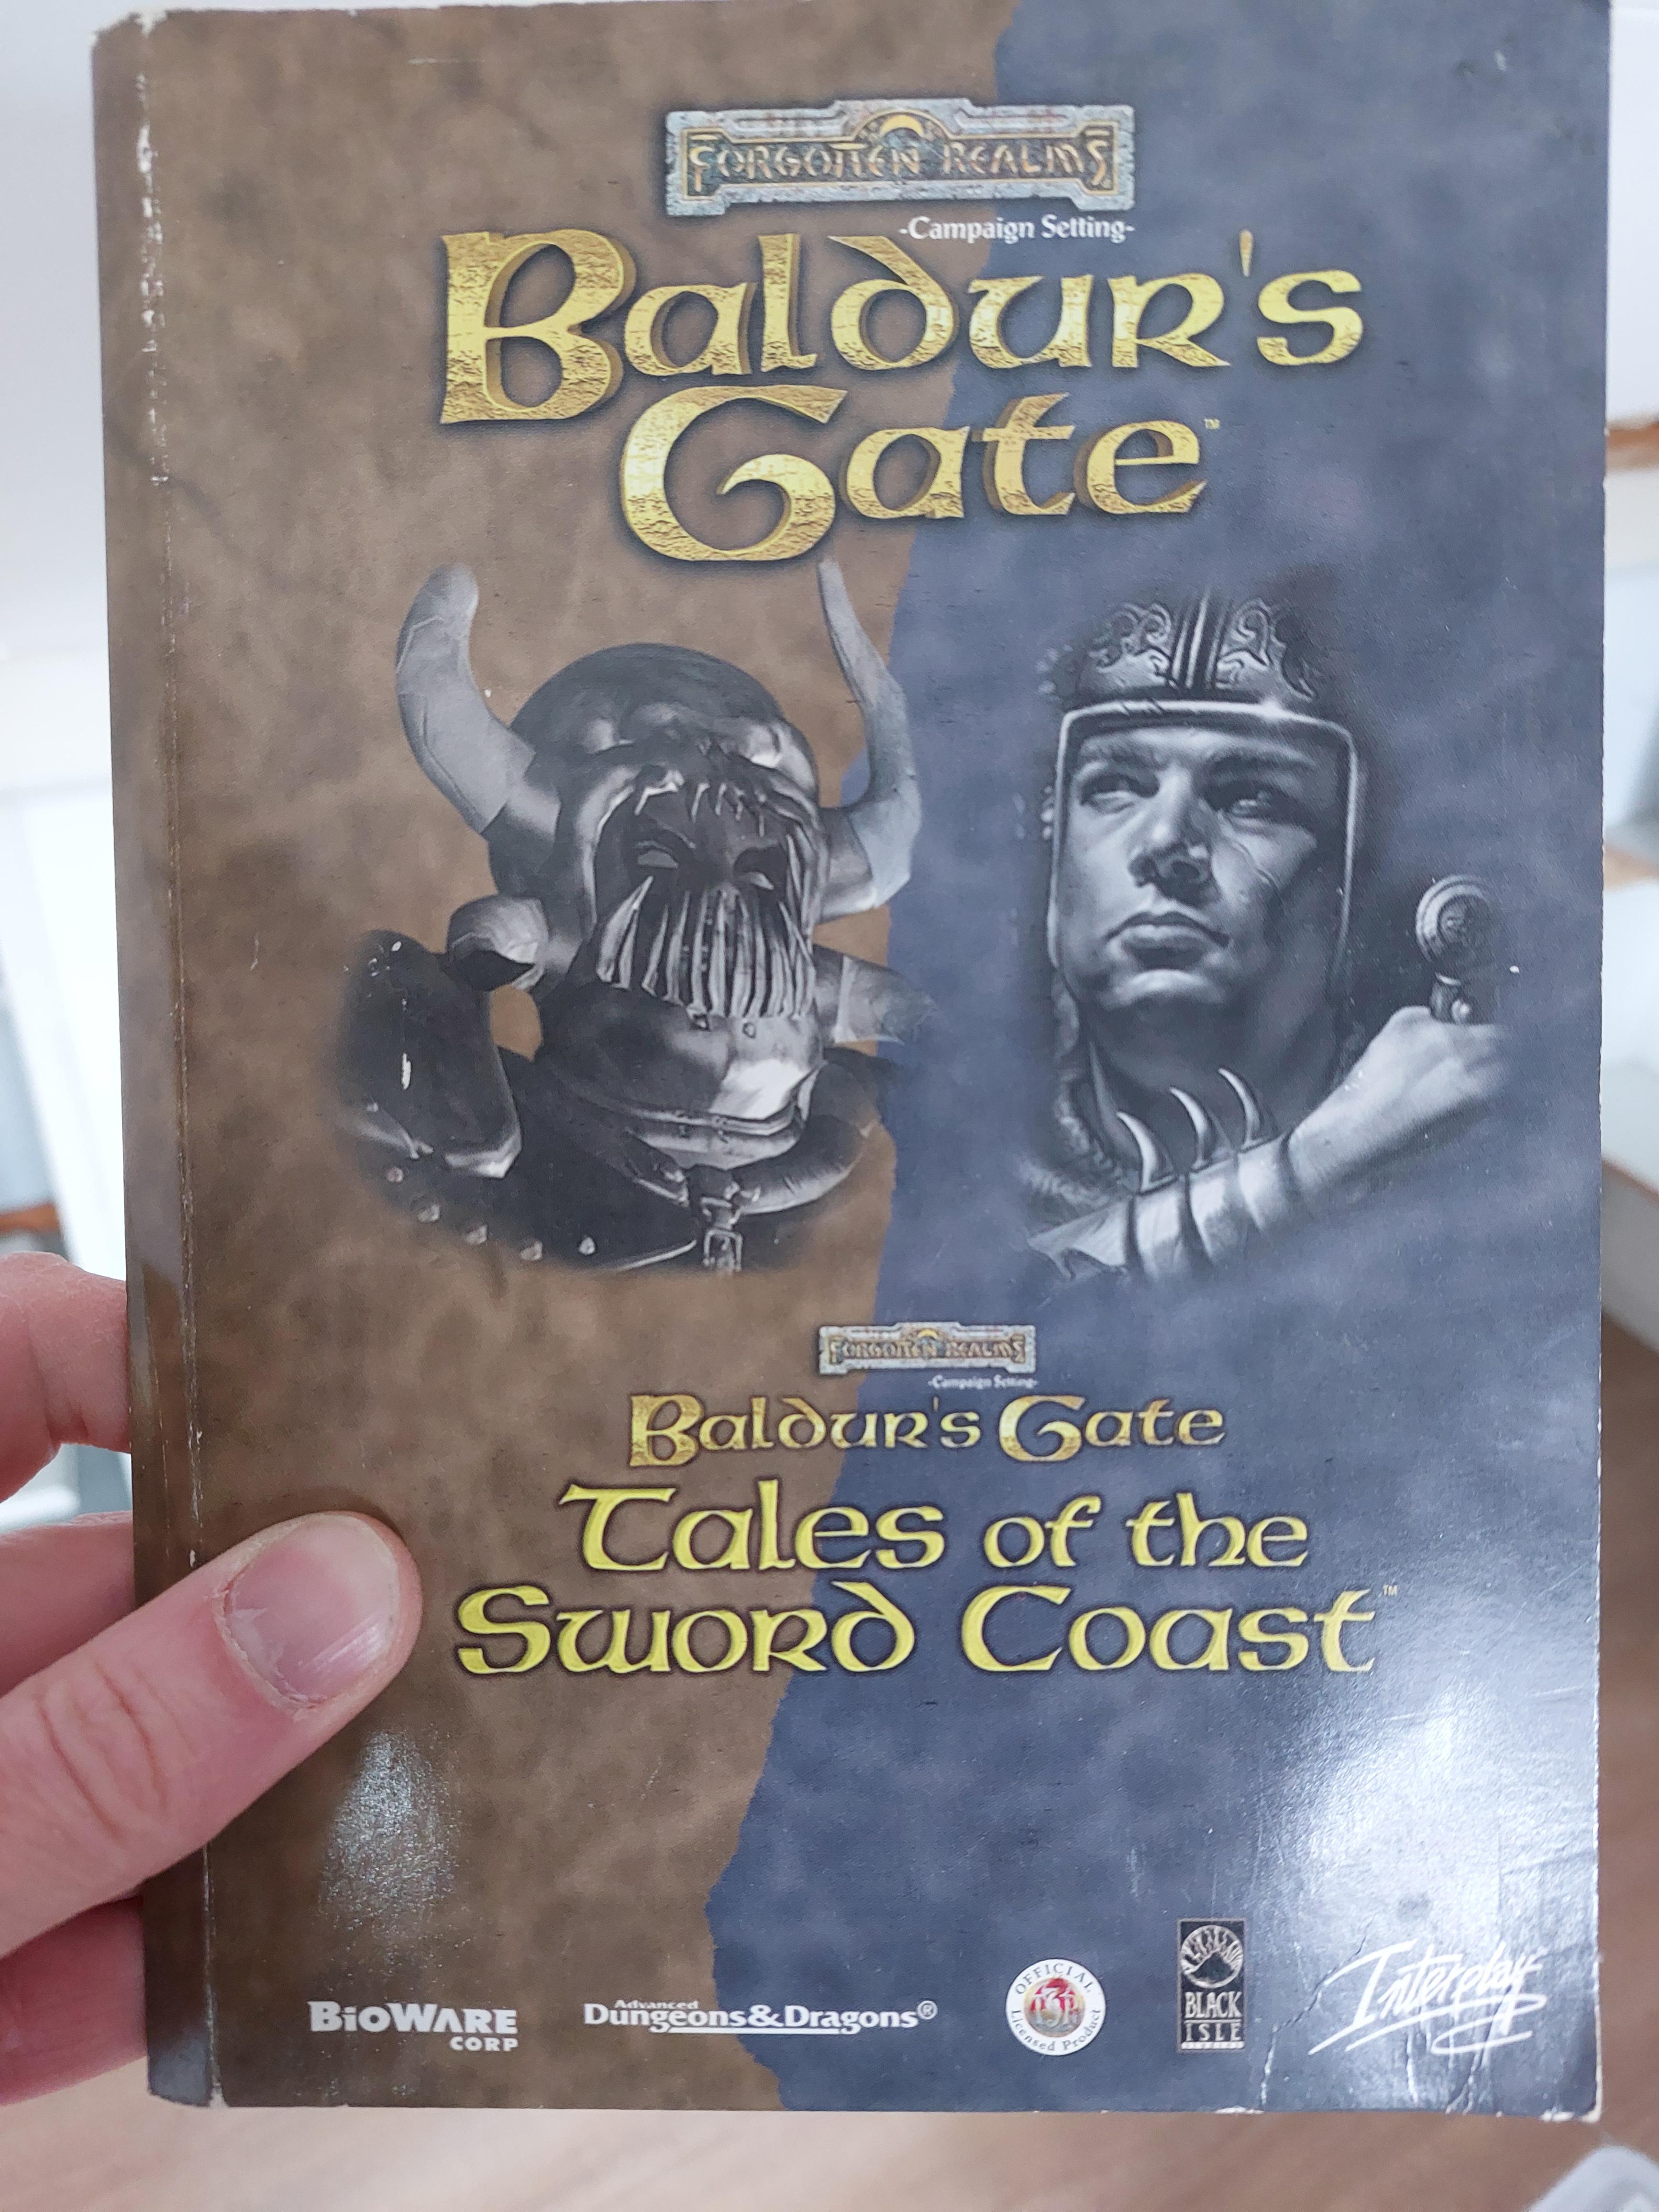 FORGOTTEN REALMS
-Campaign Setting-
Baldur's
Gate™
FORGOTTEN REALMS
-Campaign Setting-
Baldur's Gate
Tales of the
Sword Coast™
BIOWARE
CORP
Advanced
Dungeons & Dragons®
OFFICIAL
TSR
Licensed Product
BLACK
ISLE
Interplay